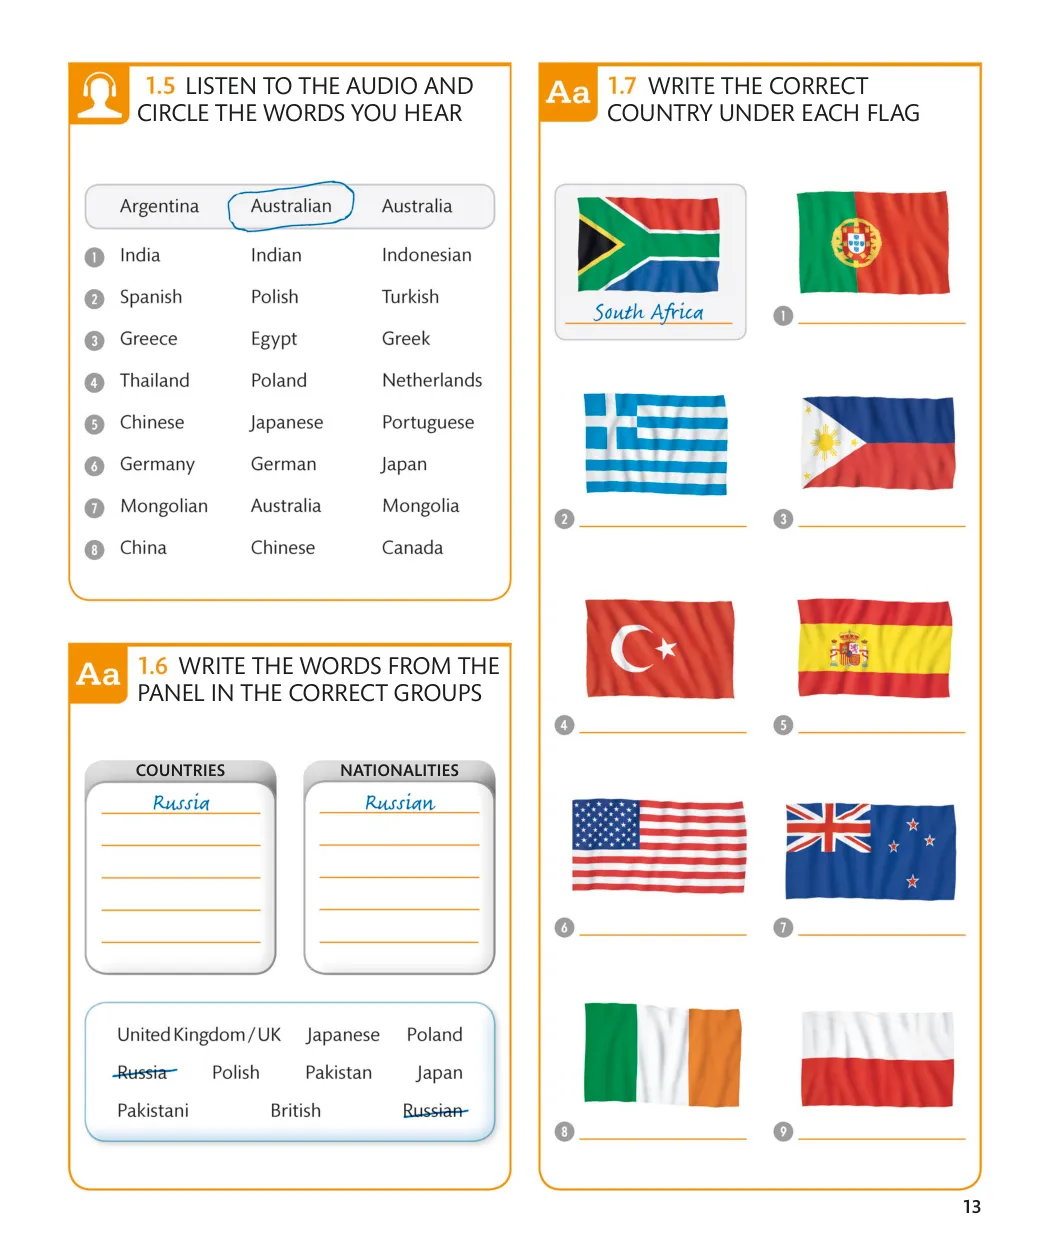 1.5 LISTEN TO THE AUDIO AND
CIRCLE THE WORDS YOU HEAR
Argentina Australian Australia
1 India Indian Indonesian
2 Spanish Polish Turkish
3 Greece Egypt Greek
4 Thailand Poland Netherlands
5 Chinese Japanese Portuguese
6 Germany German Japan
7 Mongolian Australia Mongolia
8 China Chinese Canada
Aa 1.6 WRITE THE WORDS FROM THE
PANEL IN THE CORRECT GROUPS
COUNTRIES NATIONALITIES
Russia Russian
United Kingdom / UK Japanese Poland
Russia Polish Pakistan Japan
Pakistani British Russian
Aa 1.7 WRITE THE CORRECT
COUNTRY UNDER EACH FLAG
South Africa 1
2 3
4 5
6 7
8 9
13